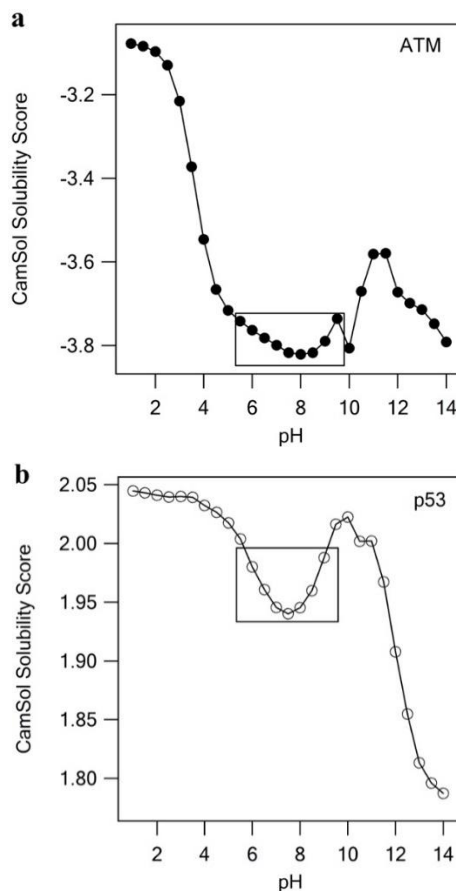 a
ATM
CamSol Solubility Score
-3.2
-3.4
-3.6
-3.8
2 4 6 8 10 12 14
pH
b
p53
CamSol Solubility Score
2.05
2.00
1.95
1.90
1.85
1.80
2 4 6 8 10 12 14
pH